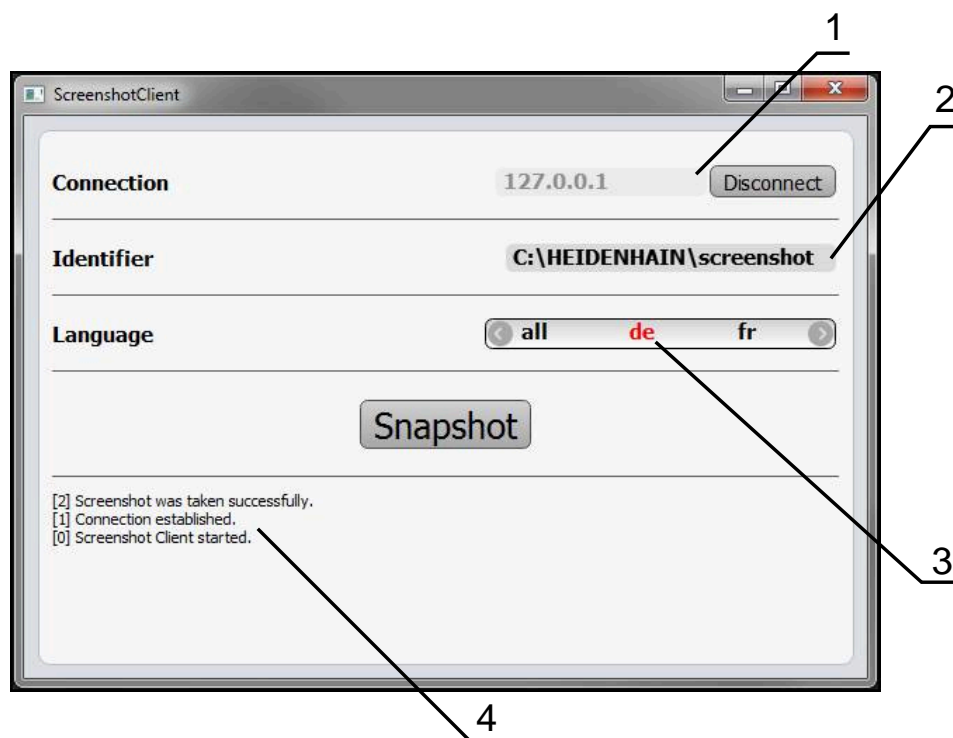 1
ScreenshotClient
2
Connection 127.0.0.1 Disconnect
Identifier C:\HEIDENHAIN\screenshot
Language all de fr
Snapshot
[2] Screenshot was taken successfully.
[1] Connection established.
[0] Screenshot Client started.
3
4